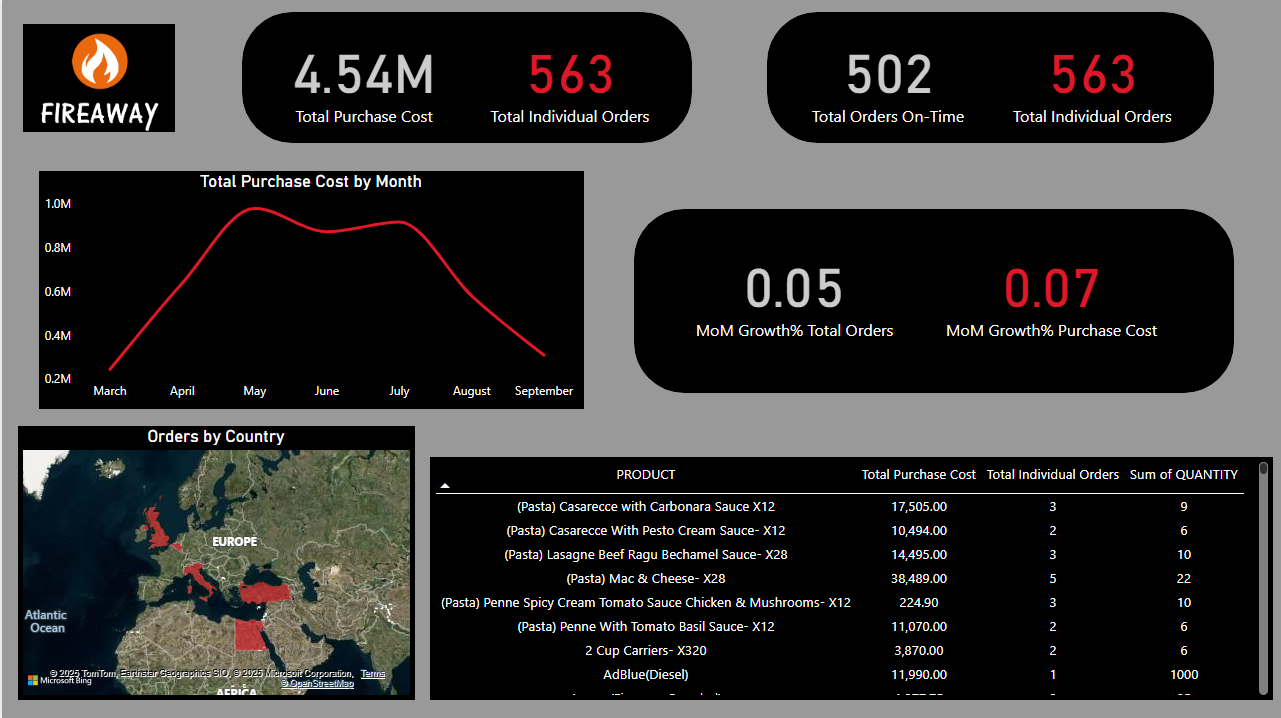 FIREAWAY
4.54M
Total Purchase Cost
563
Total Individual Orders
502
Total Orders On-Time
563
Total Individual Orders
Total Purchase Cost by Month
1.0M
0.8M
0.6M
0.4M
0.2M
March April May June July August September
0.05
MoM Growth% Total Orders
0.07
MoM Growth% Purchase Cost
Orders by Country
EUROPE
Atlantic
Ocean
AFRICA
© 2025 TomTom, Earthstar Geographics SIO, © 2025 Microsoft Corporation, Terms
© OpenStreetMap
Microsoft Bing
PRODUCT Total Purchase Cost Total Individual Orders Sum of QUANTITY
(Pasta) Casarecce with Carbonara Sauce X12 17,505.00 3 9
(Pasta) Casarecce With Pesto Cream Sauce- X12 10,494.00 2 6
(Pasta) Lasagne Beef Ragu Bechamel Sauce- X28 14,495.00 3 10
(Pasta) Mac & Cheese- X28 38,489.00 5 22
(Pasta) Penne Spicy Cream Tomato Sauce Chicken & Mushrooms- X12 224.90 3 10
(Pasta) Penne With Tomato Basil Sauce- X12 11,070.00 2 6
2 Cup Carriers- X320 3,870.00 2 6
AdBlue(Diesel) 11,990.00 1 1000